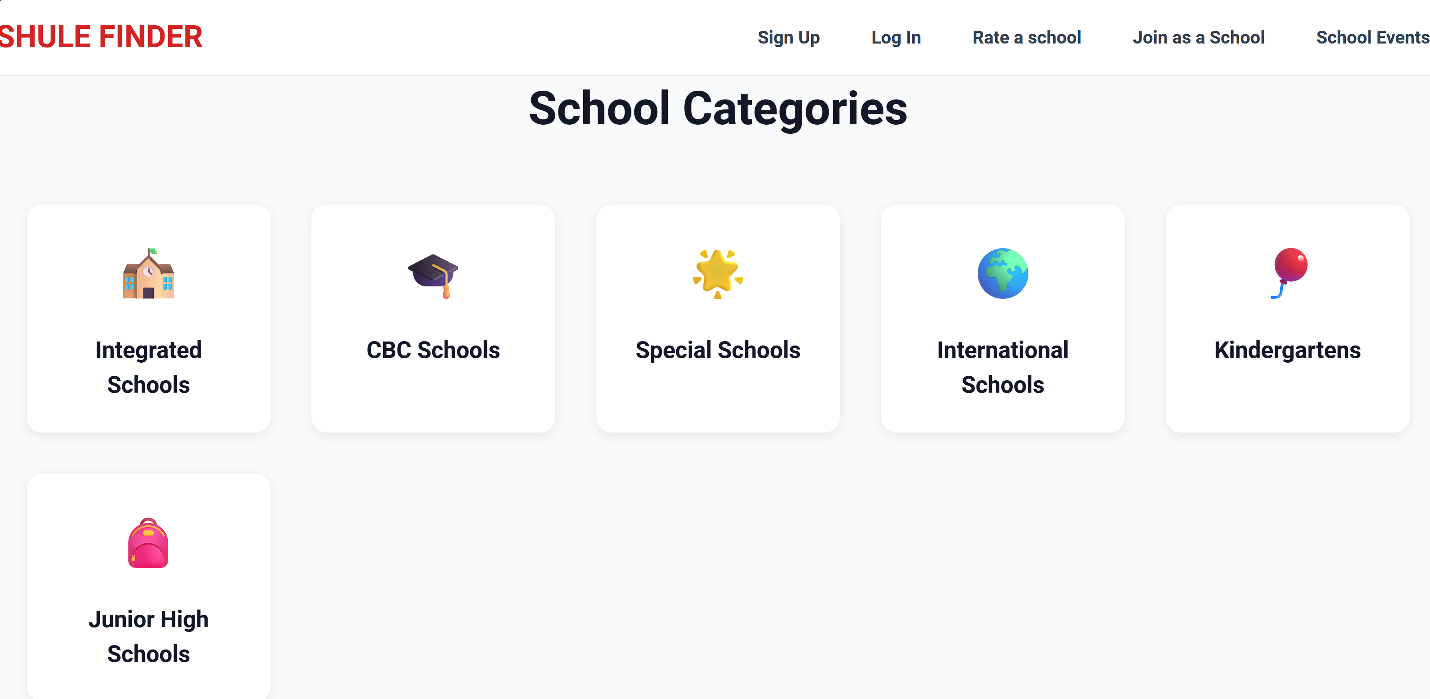 SHULE FINDER
Sign Up
Log In
Rate a school
Join as a School
School Events
School Categories
Integrated
Schools
CBC Schools
Special Schools
International
Schools
Kindergartens
Junior High
Schools